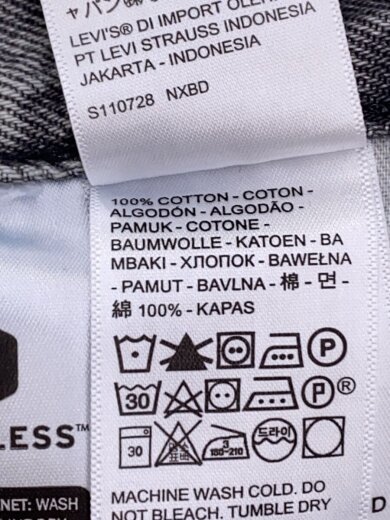 LEVI'S® DI IMPORT OLEH
PT LEVI STRAUSS INDONESIA
JAKARTA - INDONESIA
S110728 NXBD
100% COTTON - COTON -
ALGODÓN - ALGODÃO -
PAMUK - COTONE -
BAUMWOLLE - KATOEN - BA
MBAKI - ХЛОПОК - BAWEŁNA
- PAMUT - BAVLNA - 棉 - 면 -
綿 100% - KAPAS
P
30 P®
30 3 180-210 드라이
LESS™
NET: WASH
MACHINE WASH COLD. DO
NOT BLEACH. TUMBLE DRY
D